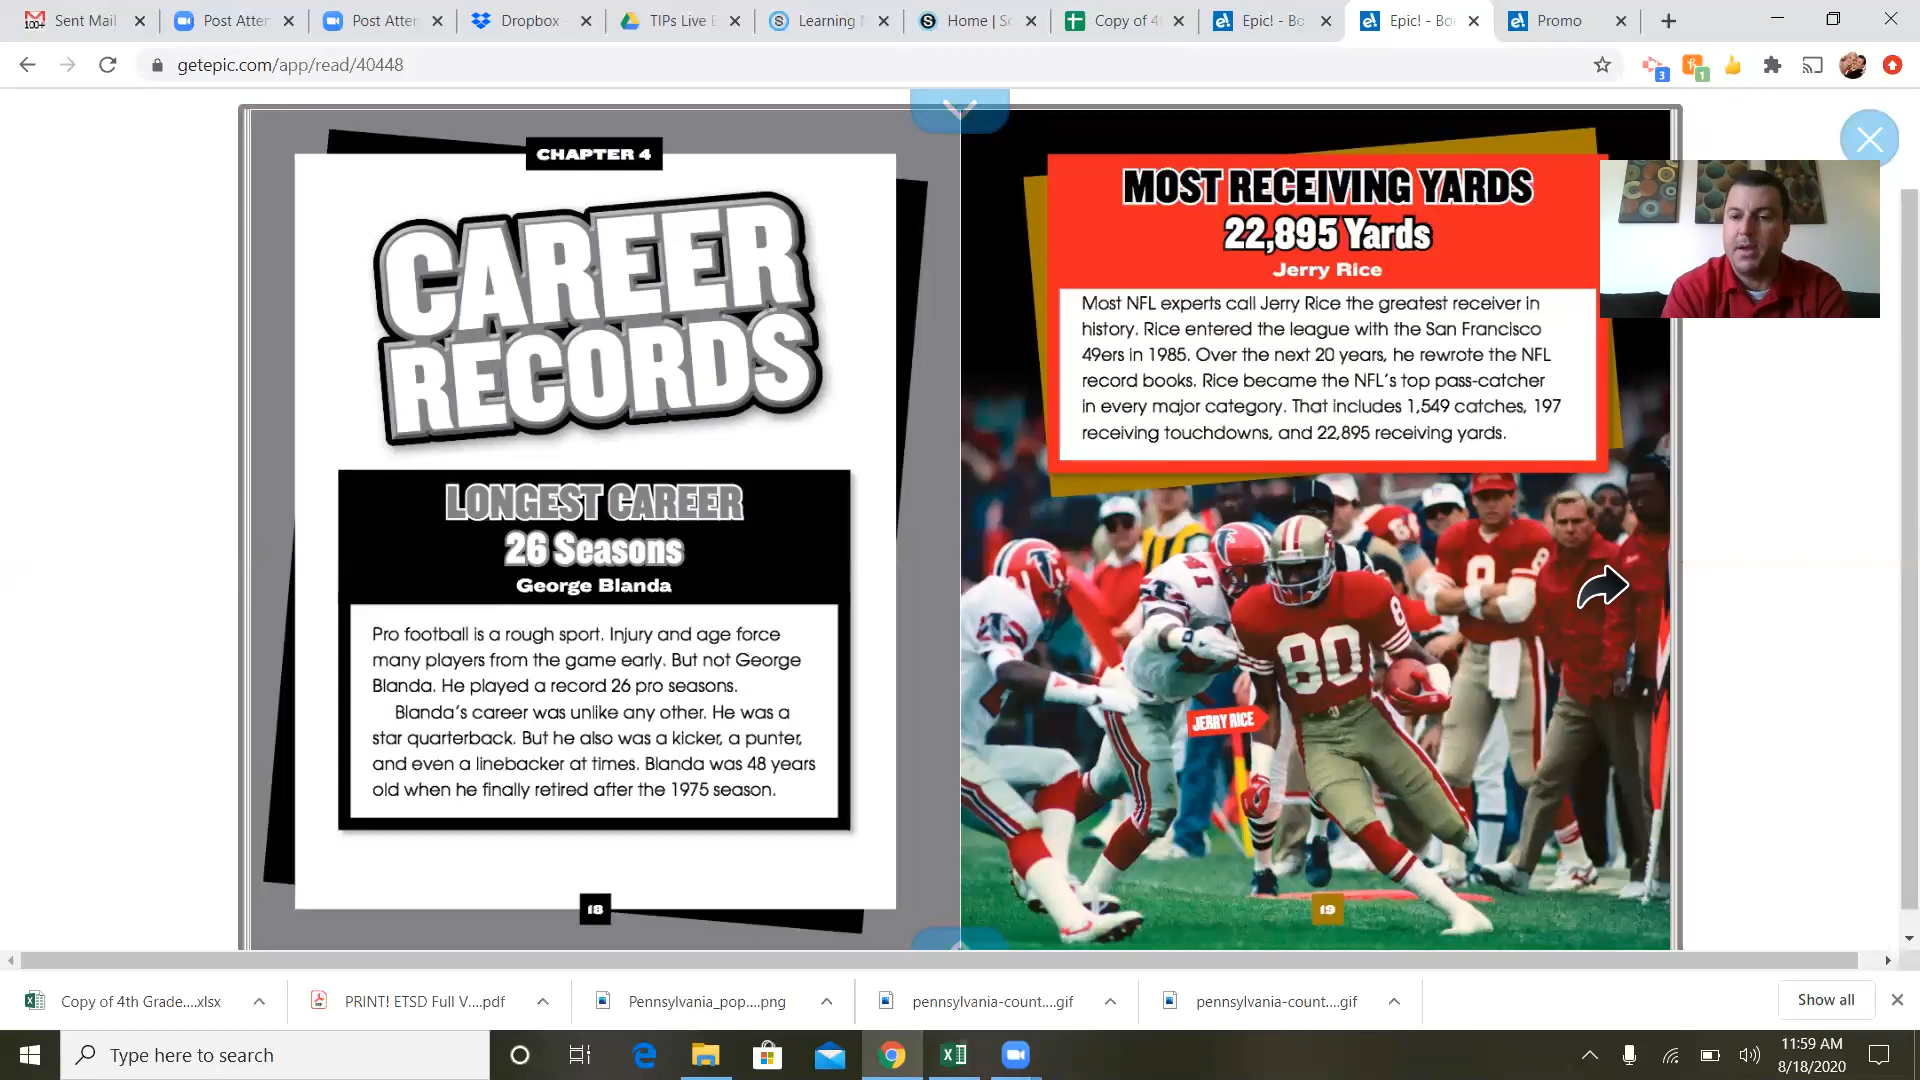 Sent Mail
Post Atter
Post Atter
Dropbox
TIPs Live
Learning
Home | S
Copy of 4
Epic! - Bo
Epic! - Bo
Promo
getepic.com/app/read/40448
3
1
CHAPTER 4
CAREER
RECORDS
LONGEST CAREER
26 Seasons
George Blanda
Pro football is a rough sport. Injury and age force
many players from the game early. But not George
Blanda. He played a record 26 pro seasons.
Blanda's career was unlike any other. He was a
star quarterback. But he also was a kicker, a punter,
and even a linebacker at times. Blanda was 48 years
old when he finally retired after the 1975 season.
18
MOST RECEIVING YARDS
22,895 Yards
Jerry Rice
Most NFL experts call Jerry Rice the greatest receiver in
history. Rice entered the league with the San Francisco
49ers in 1985. Over the next 20 years, he rewrote the NFL
record books. Rice became the NFL's top pass-catcher
in every major category. That includes 1,549 catches, 197
receiving touchdowns, and 22,895 receiving yards.
41
80
8
JERRY RICE
19
Copy of 4th Grade....xlsx
PRINT! ETSD Full V....pdf
Pennsylvania_pop....png
pennsylvania-count....gif
pennsylvania-count....gif
Show all
Type here to search
11:59 AM
8/18/2020